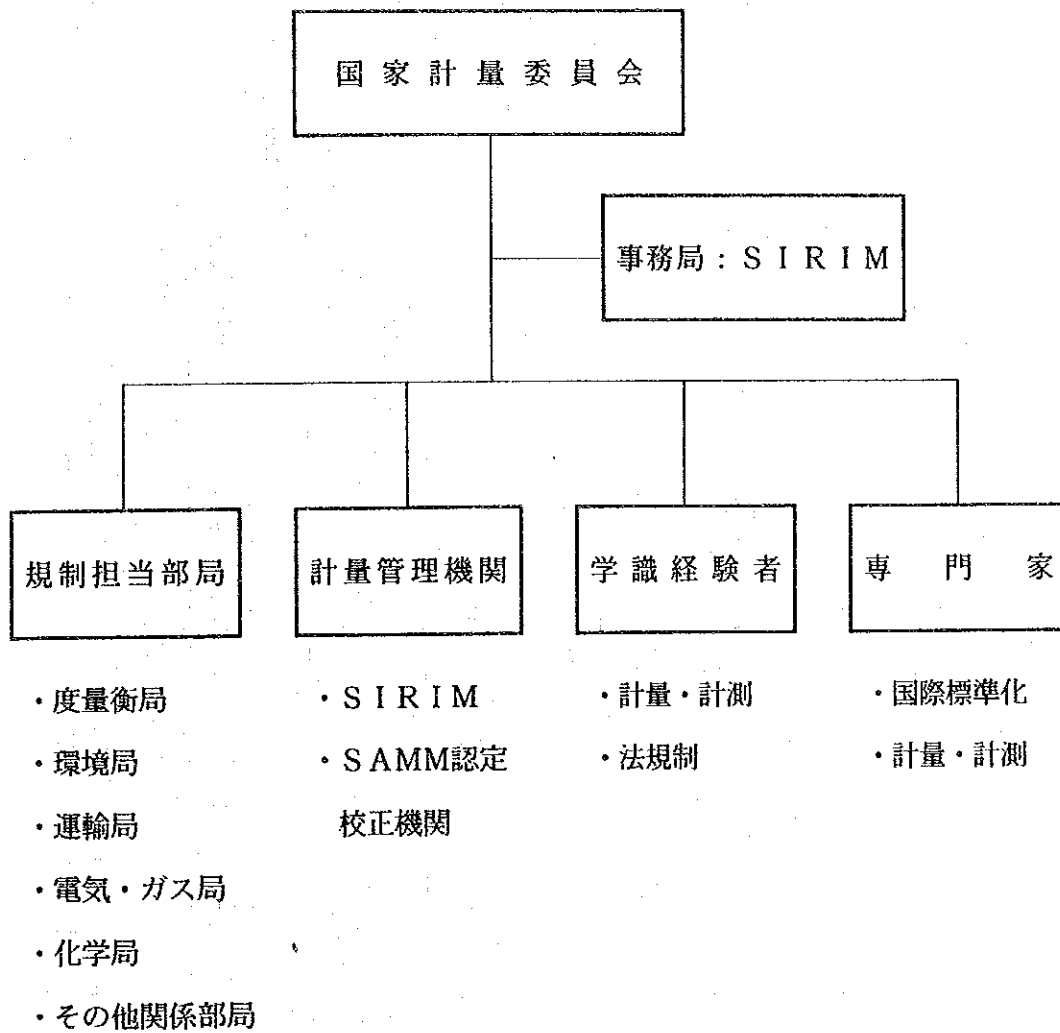 国家計量委員会
事務局：ＳＩＲＩＭ
規制担当部局
計量管理機関
学識経験者
専門家
・度量衡局
・環境局
・運輸局
・電気・ガス局
・化学局
・その他関係部局
・ＳＩＲＩＭ
・ＳＡＭＭ認定
校正機関
・計量・計測
・法規制
・国際標準化
・計量・計測